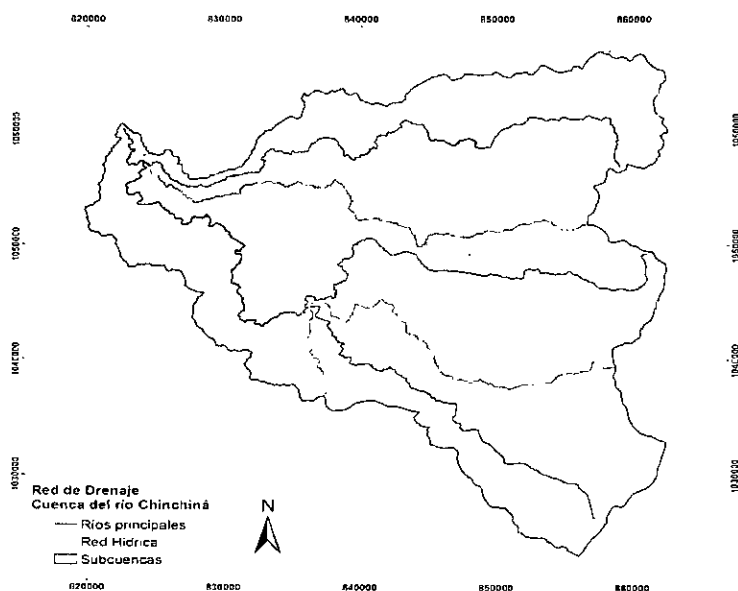 820000 830000 840000 850000 860000
1060000 1060000
1050000 1050000
1040000 1040000
1030000 1030000
Red de Drenaje
Cuenca del río Chinchiná
Ríos principales
Red Hídrica
Subcuencas
N
820000 830000 840000 850000 860000